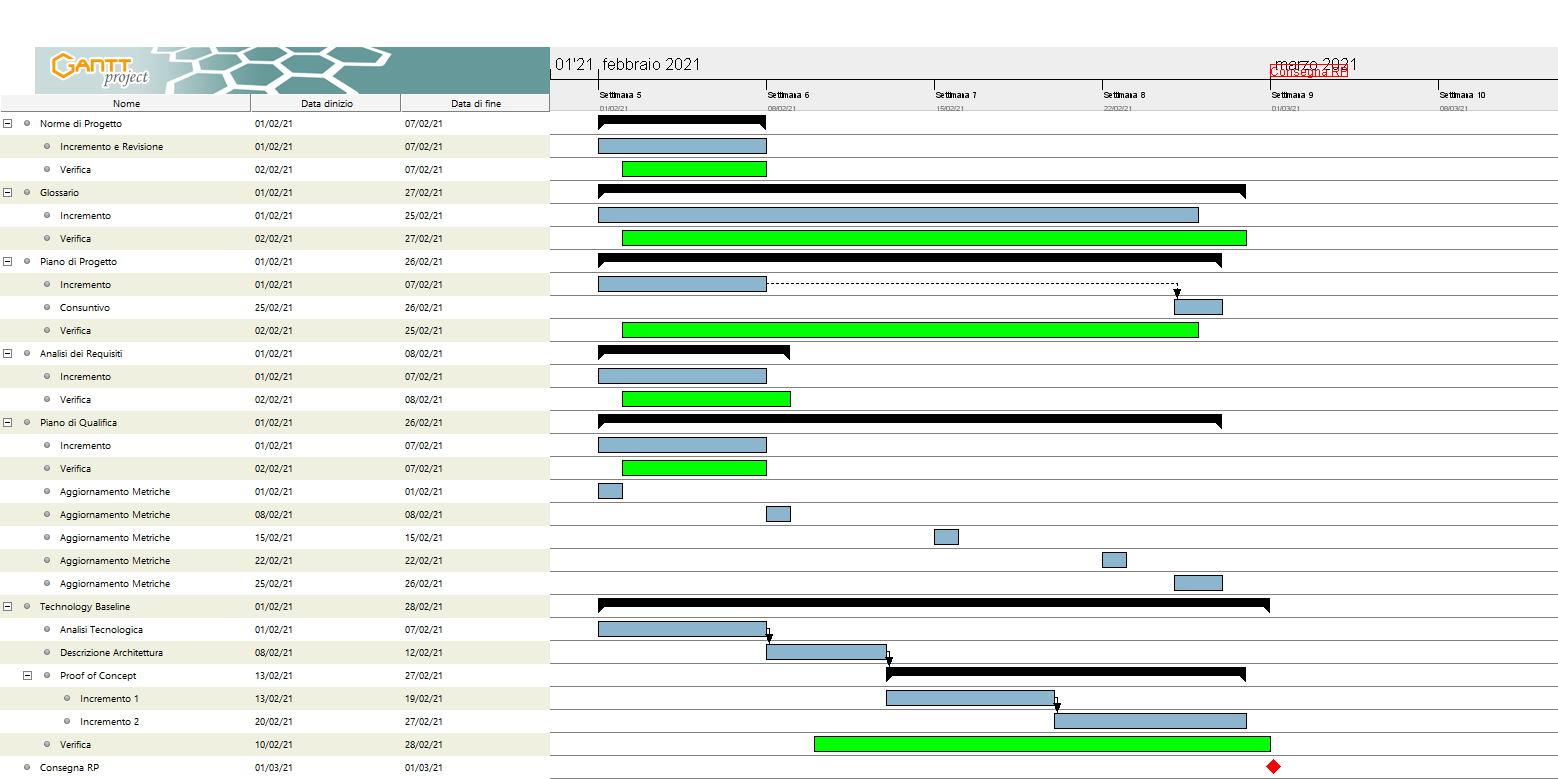 GANTT
project
01'21 febbraio 2021 marzo 2021
Consegna RP
Nome Data dinizio Data di fine
Settimana 5 Settimana 6 Settimana 7 Settimana 8 Settimana 9 Settimana 10
01/02/21 08/02/21 15/02/21 22/02/21 01/03/21 08/03/21
Norme di Progetto 01/02/21 07/02/21
Incremento e Revisione 01/02/21 07/02/21
Verifica 02/02/21 07/02/21
Glossario 01/02/21 27/02/21
Incremento 01/02/21 25/02/21
Verifica 02/02/21 27/02/21
Piano di Progetto 01/02/21 26/02/21
Incremento 01/02/21 07/02/21
Consuntivo 25/02/21 26/02/21
Verifica 02/02/21 25/02/21
Analisi dei Requisiti 01/02/21 08/02/21
Incremento 01/02/21 07/02/21
Verifica 02/02/21 08/02/21
Piano di Qualifica 01/02/21 26/02/21
Incremento 01/02/21 07/02/21
Verifica 02/02/21 07/02/21
Aggiornamento Metriche 01/02/21 01/02/21
Aggiornamento Metriche 08/02/21 08/02/21
Aggiornamento Metriche 15/02/21 15/02/21
Aggiornamento Metriche 22/02/21 22/02/21
Aggiornamento Metriche 25/02/21 26/02/21
Technology Baseline 01/02/21 28/02/21
Analisi Tecnologica 01/02/21 07/02/21
Descrizione Architettura 08/02/21 12/02/21
Proof of Concept 13/02/21 27/02/21
Incremento 1 13/02/21 19/02/21
Incremento 2 20/02/21 27/02/21
Verifica 10/02/21 28/02/21
Consegna RP 01/03/21 01/03/21